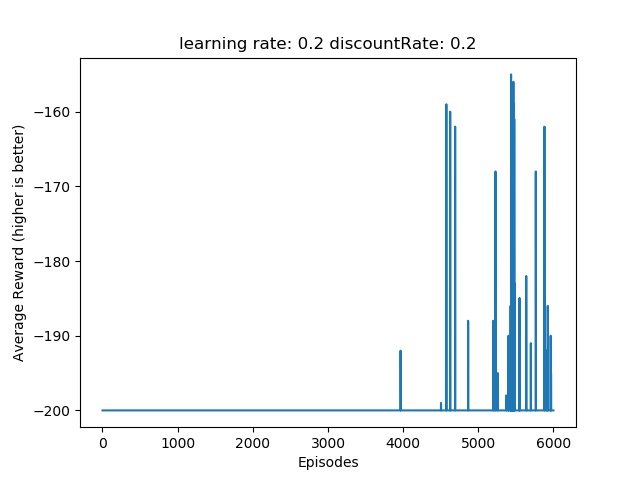 learning rate: 0.2 discountRate: 0.2
Average Reward (higher is better)
−160
−170
−180
−190
−200
0 1000 2000 3000 4000 5000 6000
Episodes